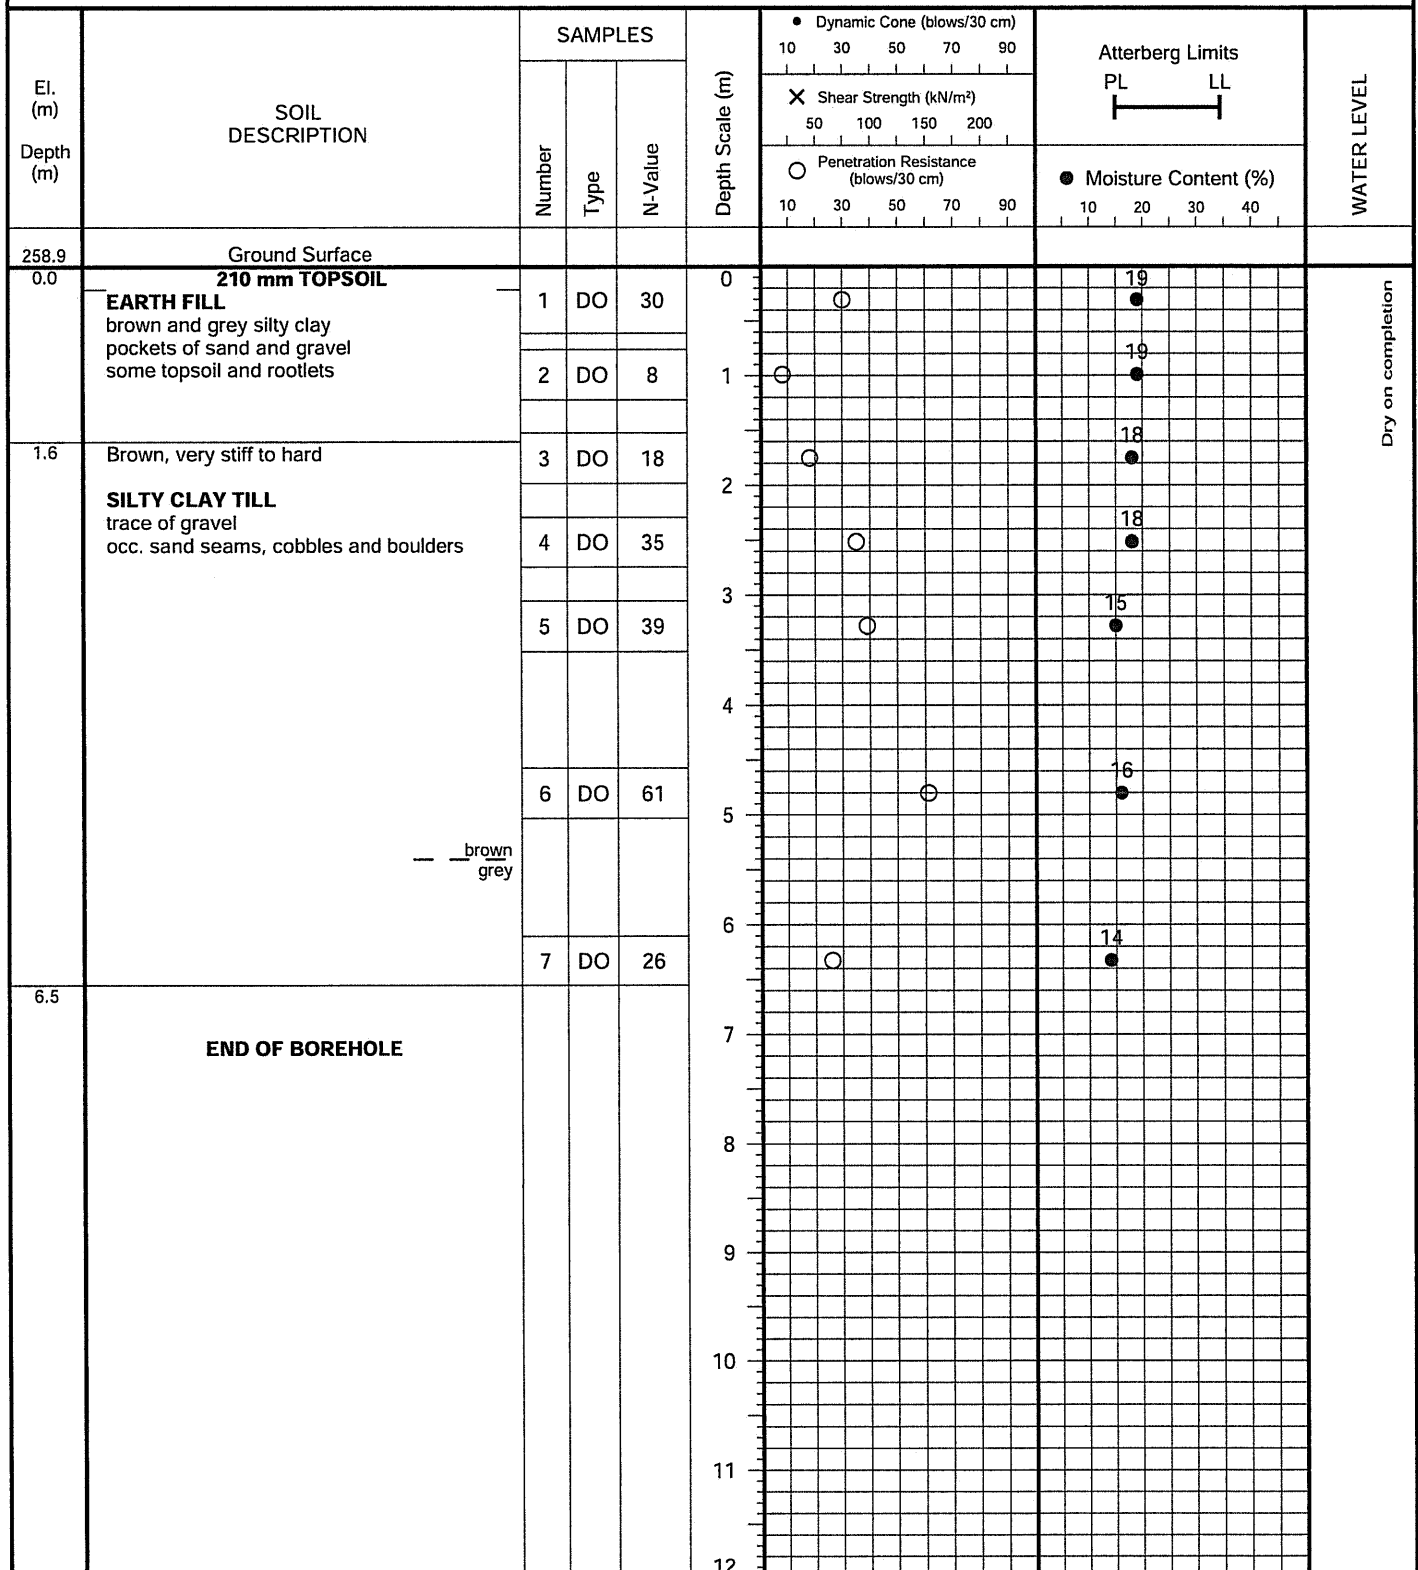 El.
(m)
Depth
(m)
SOIL
DESCRIPTION
SAMPLES
Number
Type
N-Value
Depth Scale (m)
• Dynamic Cone (blows/30 cm)
10 30 50 70 90
X Shear Strength (kN/m²)
50 100 150 200
O Penetration Resistance
(blows/30 cm)
10 30 50 70 90
Atterberg Limits
PL LL
● Moisture Content (%)
10 20 30 40
WATER LEVEL
258.9 Ground Surface
0.0 210 mm TOPSOIL 0
EARTH FILL 1 DO 30 19
brown and grey silty clay
pockets of sand and gravel
some topsoil and rootlets 2 DO 8 1 19
Dry on completion
1.6 Brown, very stiff to hard 3 DO 18 18
2
SILTY CLAY TILL
trace of gravel
occ. sand seams, cobbles and boulders 4 DO 35 18
3
5 DO 39 15
4
6 DO 61 16
5
brown
grey
6
7 DO 26 14
6.5
7
END OF BOREHOLE
8
9
10
11
12